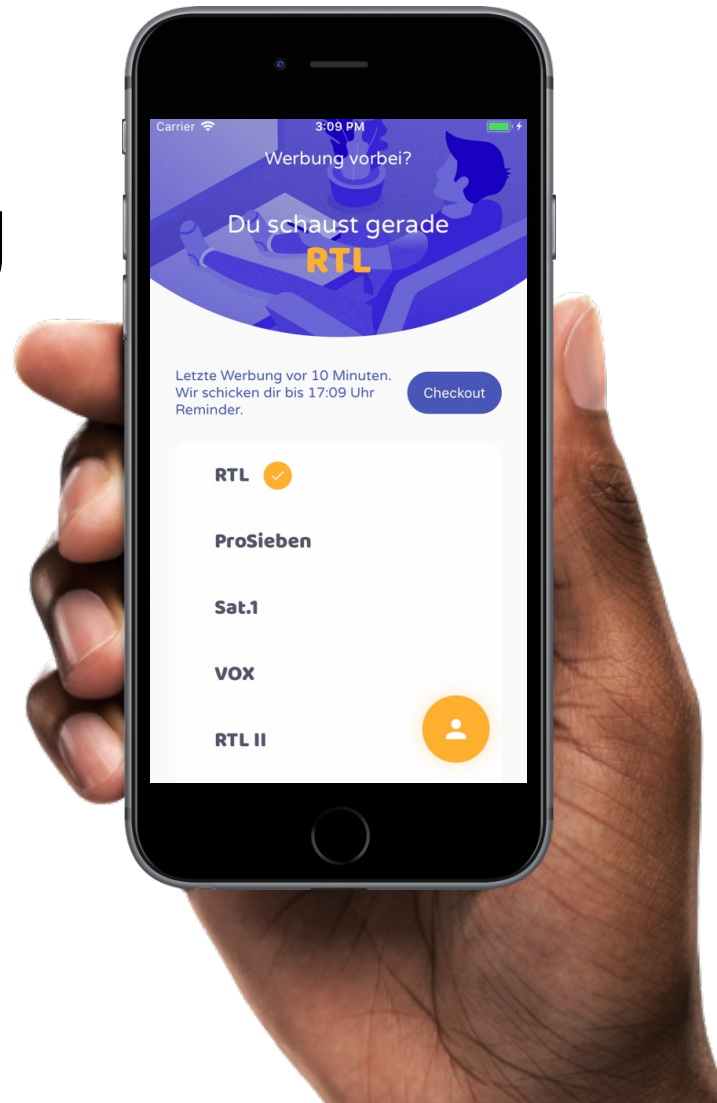 Carrier 3:09 PM
Werbung vorbei?
Du schaust gerade
RTL
Letzte Werbung vor 10 Minuten.
Wir schicken dir bis 17:09 Uhr
Reminder.
Checkout
RTL
ProSieben
Sat.1
VOX
RTL II